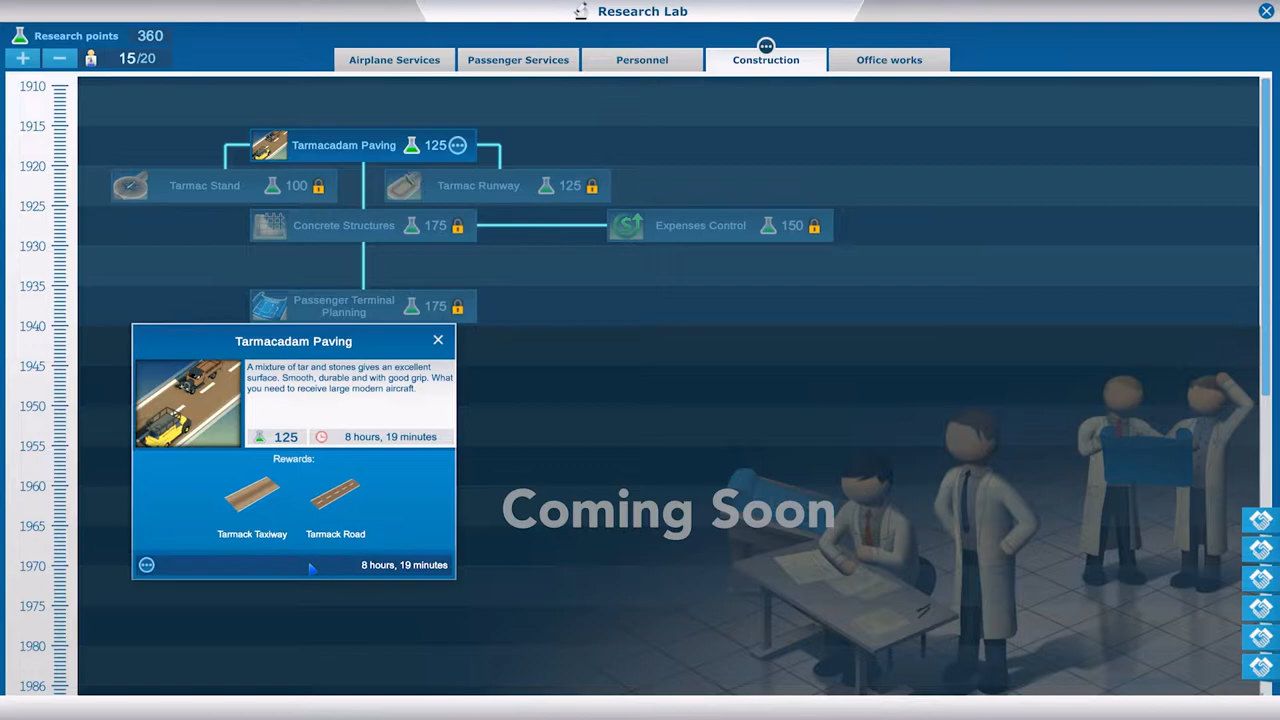 Research Lab
Research points 360
15/20
Airplane Services
Passenger Services
Personnel
Construction
Office works
1910
1915
1920
1925
1930
1935
1940
1945
1950
1955
1960
1965
1970
1975
1980
1986
Tarmacadam Paving 125
Tarmac Stand 100
Tarmac Runway 125
Concrete Structures 175
Expenses Control 150
Passenger Terminal
Planning
175
Tarmacadam Paving
A mixture of tar and stones gives an excellent
surface. Smooth, durable and with good grip. What
you need to receive large modern aircraft.
125
8 hours, 19 minutes
Rewards:
Tarmack Taxiway
Tarmack Road
8 hours, 19 minutes
Coming Soon